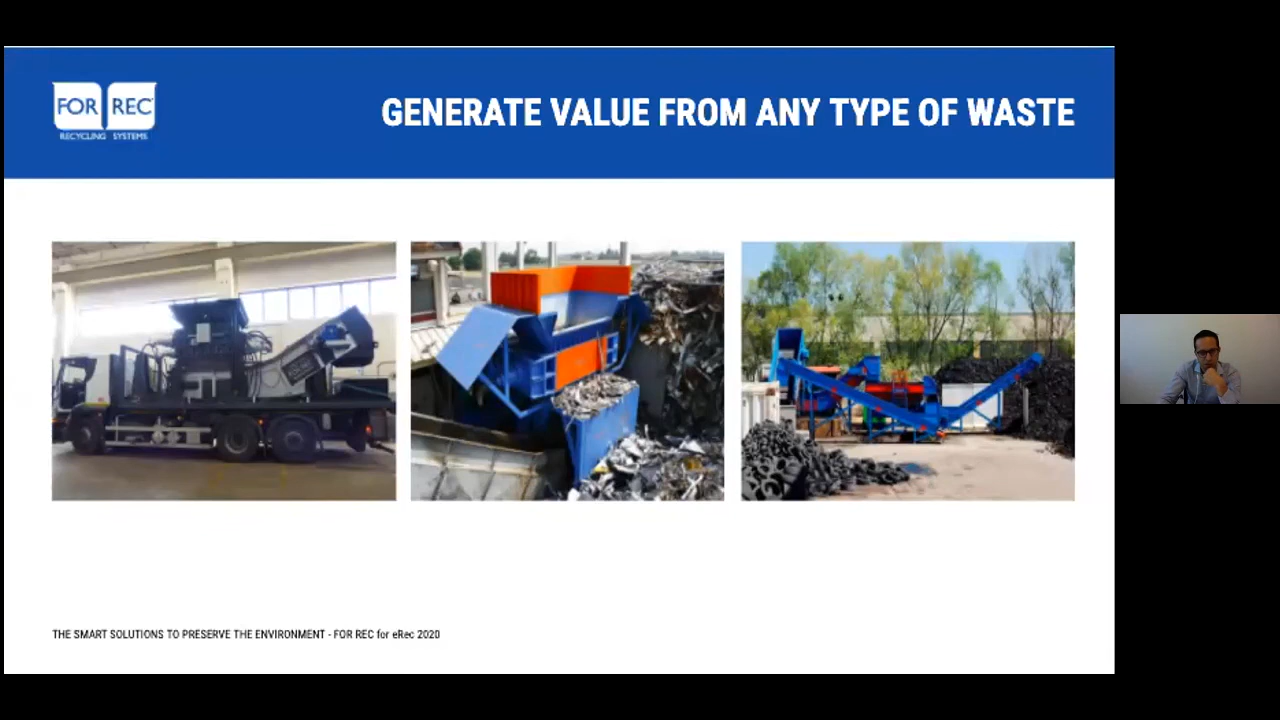 FOR REC
RECYCLING SYSTEMS
GENERATE VALUE FROM ANY TYPE OF WASTE
THE SMART SOLUTIONS TO PRESERVE THE ENVIRONMENT - FOR REC for eRec 2020